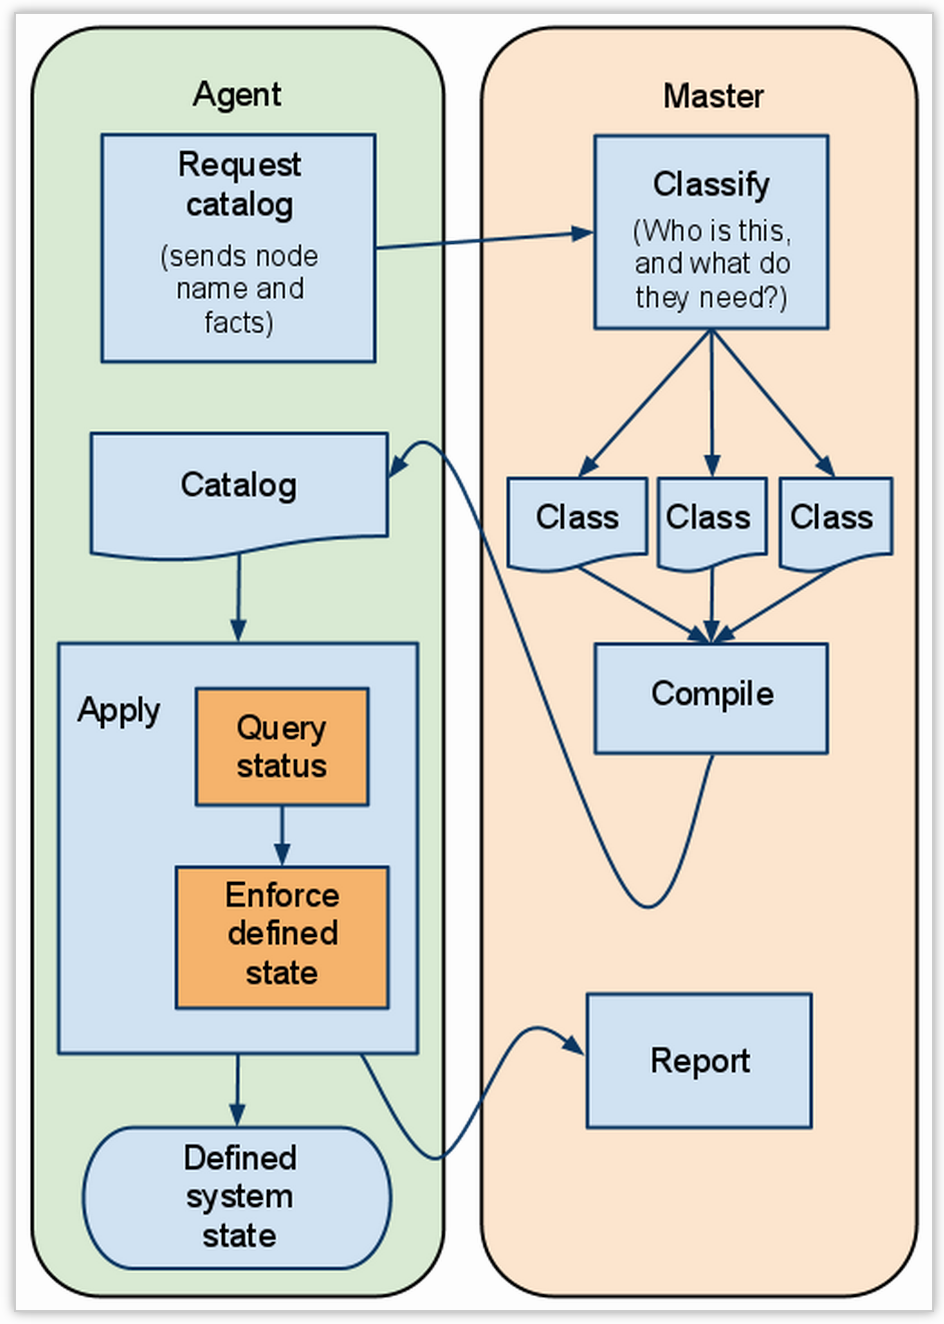 Agent
Request
catalog
(sends node
name and
facts)
Catalog
Apply
Query
status
Enforce
defined
state
Defined
system
state
Master
Classify
(Who is this,
and what do
they need?)
Class
Class
Class
Compile
Report